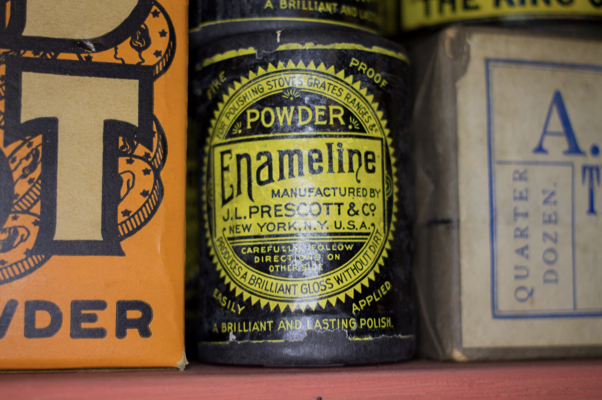 A BRILLIANT AND LAST
"THE KING O
FIRE PROOF
FOR POLISHING STOVES GRATES RANGES &
POWDER
Enameline
MANUFACTURED BY
J.L. PRESCOTT & Co
NEW YORK, N.Y. U.S.A.
CAREFULLY FOLLOW
DIRECTIONS ON
OTHER SIDE
PRODUCES A BRILLIANT GLOSS WITHOUT DIRT
EASILY APPLIED
A BRILLIANT AND LASTING POLISH.
T
WDER
A.
T
QUARTER
DOZEN.